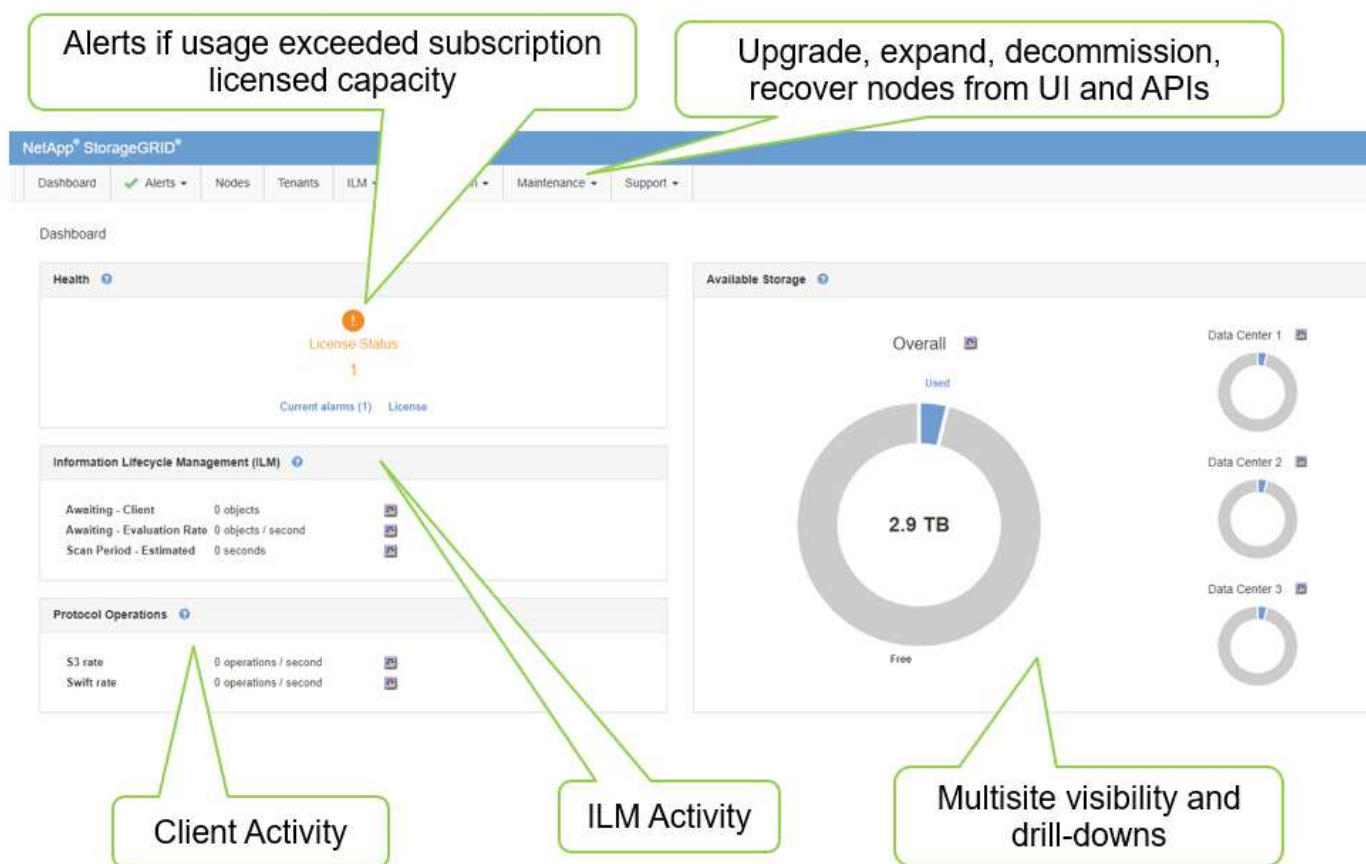 Alerts if usage exceeded subscription
licensed capacity
Upgrade, expand, decommission,
recover nodes from UI and APIs
NetApp® StorageGRID®
Dashboard
Alerts
Nodes
Tenants
ILM
Maintenance
Support
Dashboard
Health
License Status
1
Current alarms (1) License
Information Lifecycle Management (ILM)
Awaiting - Client 0 objects
Awaiting - Evaluation Rate 0 objects / second
Scan Period - Estimated 0 seconds
Protocol Operations
S3 rate 0 operations / second
Swift rate 0 operations / second
Available Storage
Overall
Used
2.9 TB
Free
Data Center 1
Data Center 2
Data Center 3
Client Activity
ILM Activity
Multisite visibility and
drill-downs